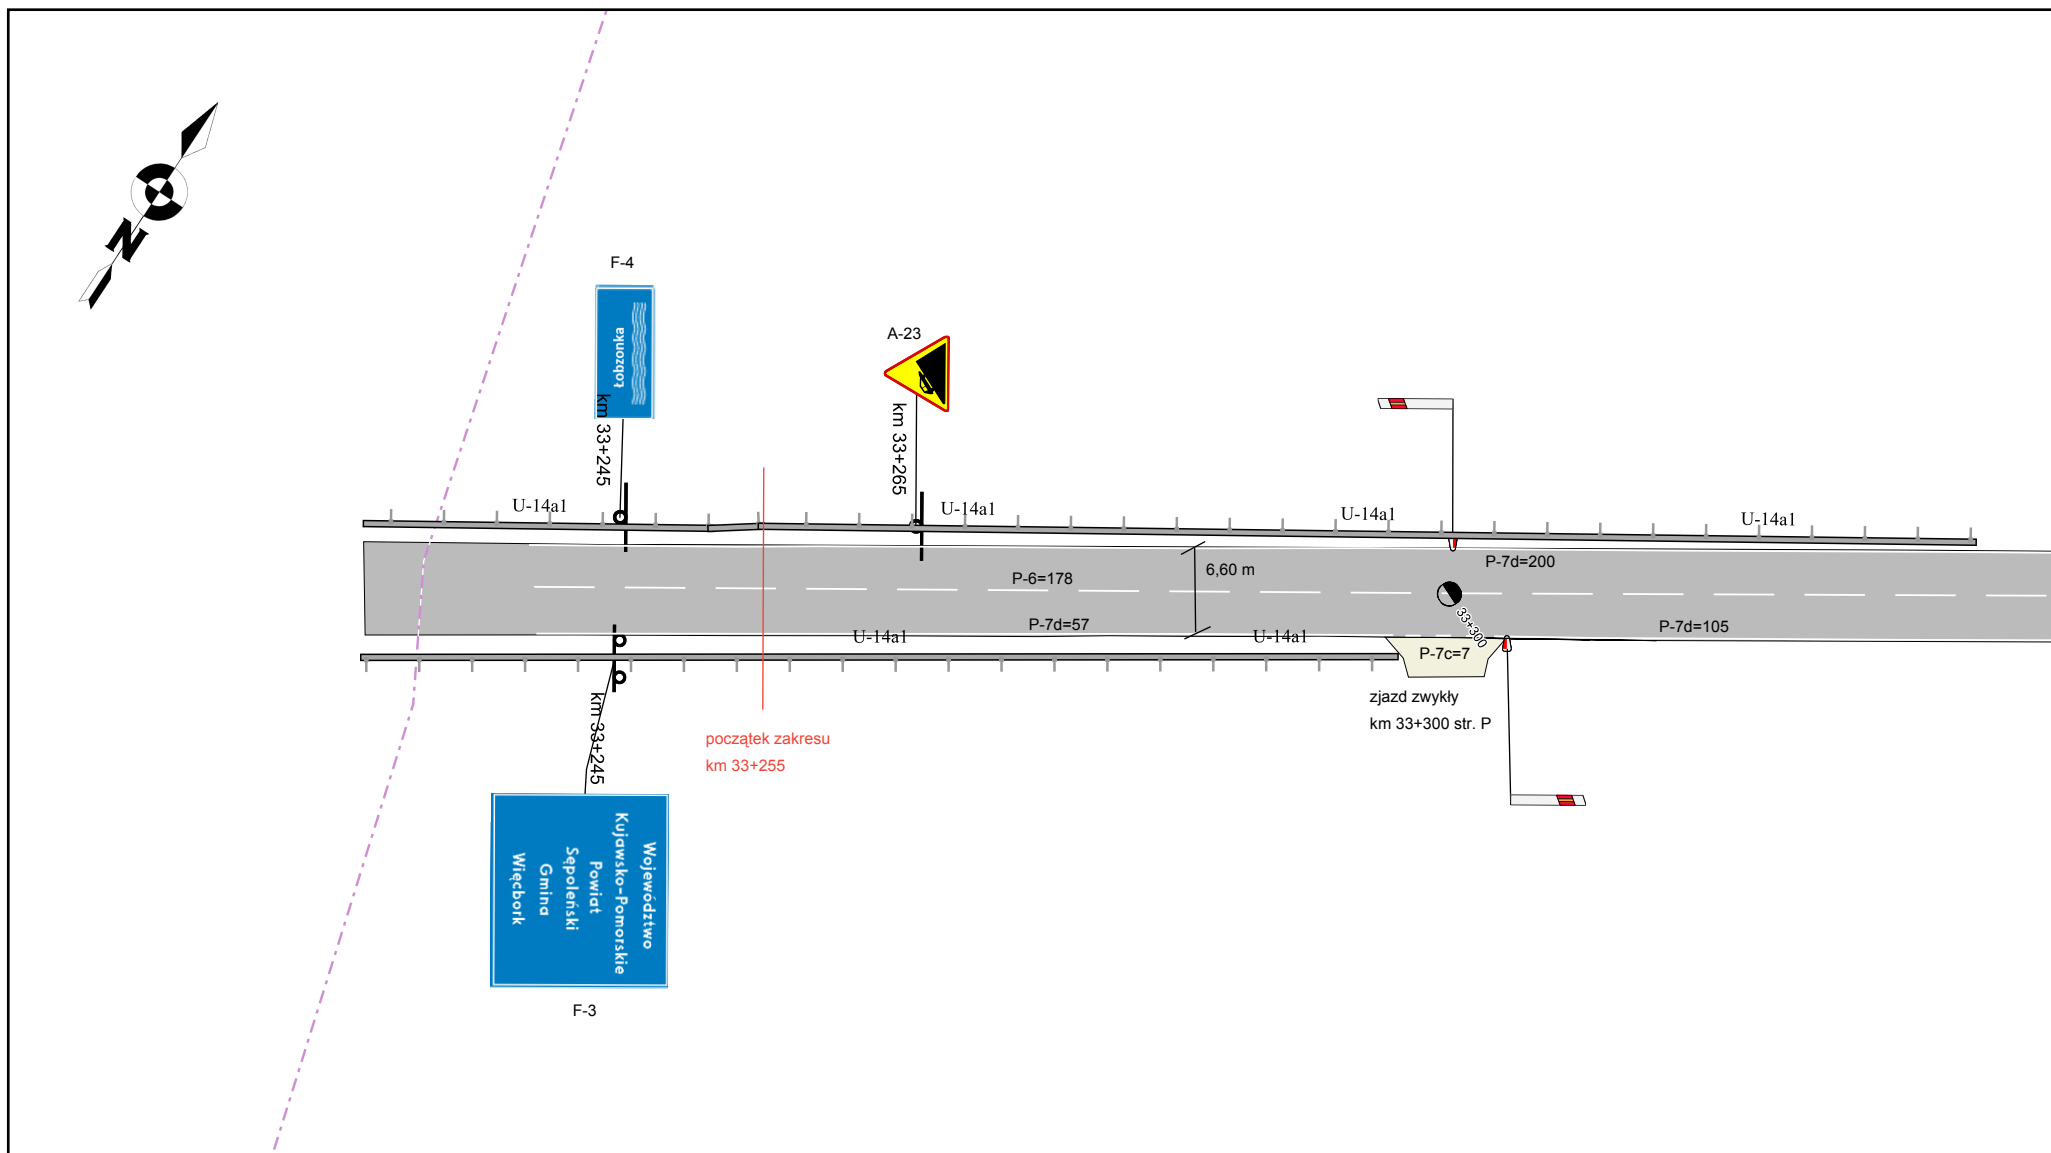 N
F-4
Łobzonka
km 33+245
A-23
km 33+265
U-14a1
U-14a1
U-14a1
U-14a1
P-7d=200
P-6=178
6,60 m
33+300
P-7d=57
P-7d=105
U-14a1
U-14a1
P-7c=7
zjazd zwykły
km 33+300 str. P
km 33+245
początek zakresu
km 33+255
Województwo
Kujawsko-Pomorskie
Powiat
Sępoleński
Gmina
Więcbork
F-3